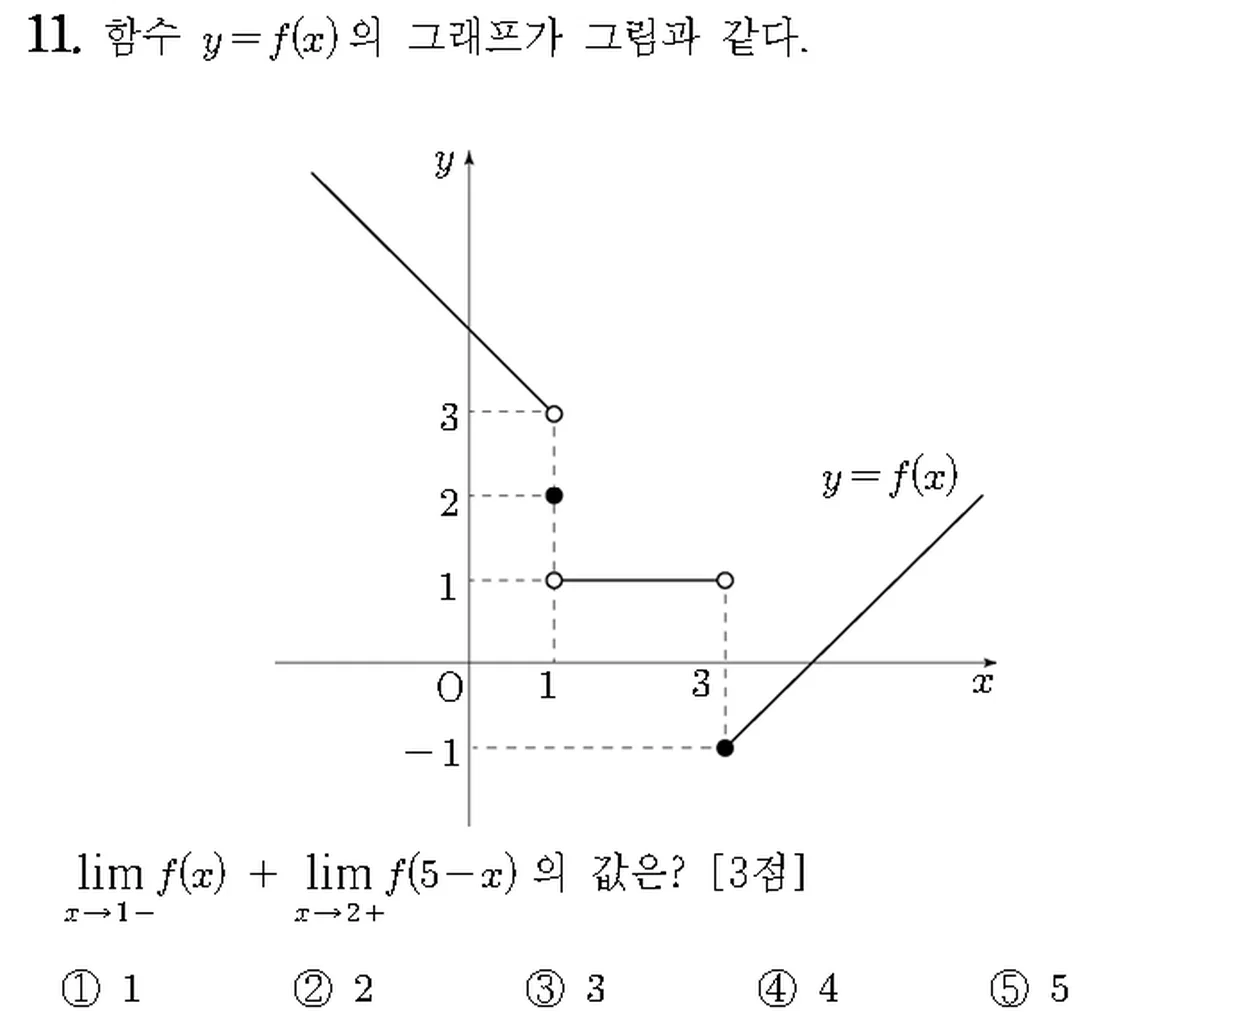 11. 함수 y=f(x)의 그래프가 그림과 같다.
y
3
2
y=f(x)
1
O 1 3 x
-1
lim f(x) + lim f(5-x) 의 값은? [3점]
x→1- x→2+
① 1 ② 2 ③ 3 ④ 4 ⑤ 5